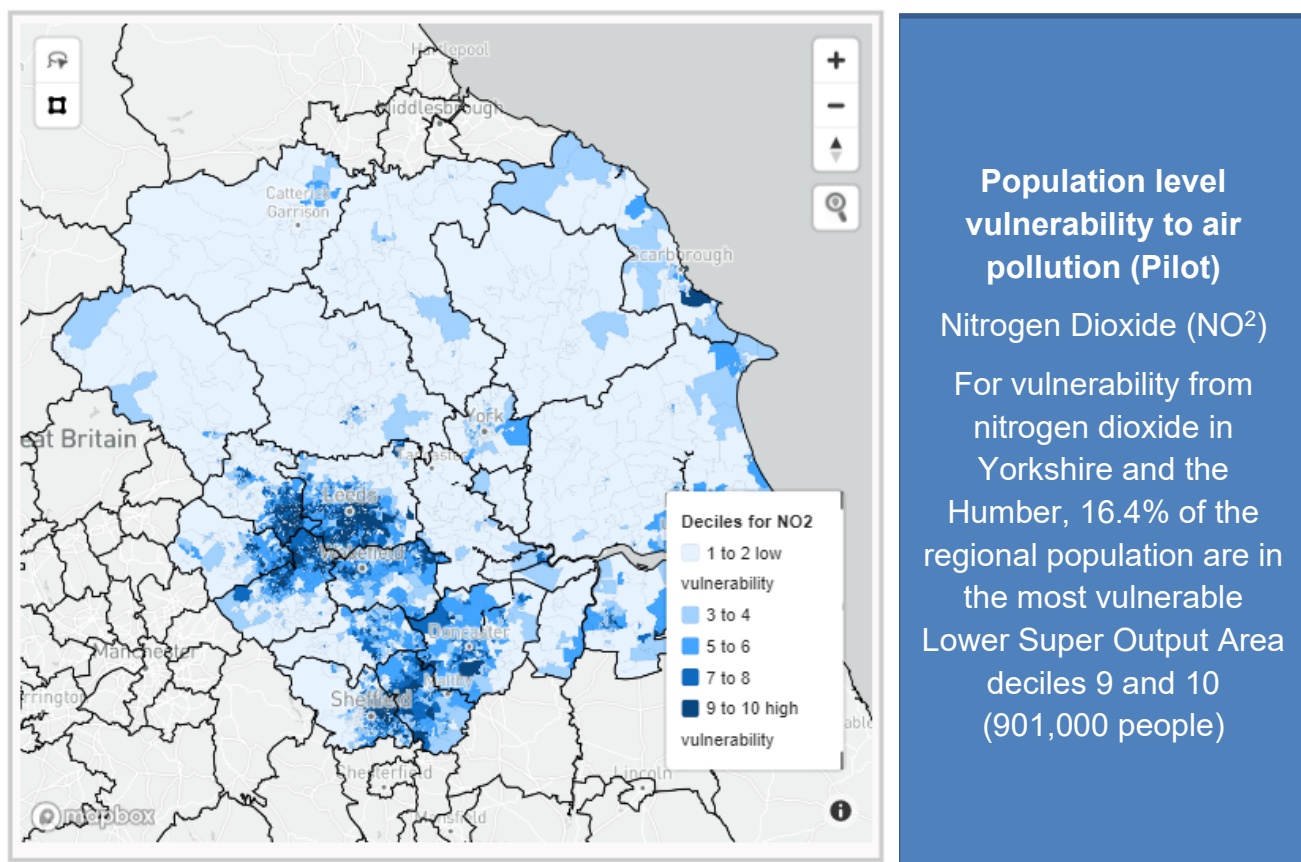 Hartlepool
Middlesbrough
Catterick
Garrison
Scarborough
eat Britain
York
Tadcaster
Leeds
Wakefield
Manchester
rrington
Doncaster
Maltby
Sheffield
Chesterfield
Lincoln
Mansfield
mapbox
Deciles for NO2
1 to 2 low
vulnerability
3 to 4
5 to 6
7 to 8
9 to 10 high
vulnerability
Population level
vulnerability to air
pollution (Pilot)
Nitrogen Dioxide (NO²)
For vulnerability from
nitrogen dioxide in
Yorkshire and the
Humber, 16.4% of the
regional population are in
the most vulnerable
Lower Super Output Area
deciles 9 and 10
(901,000 people)